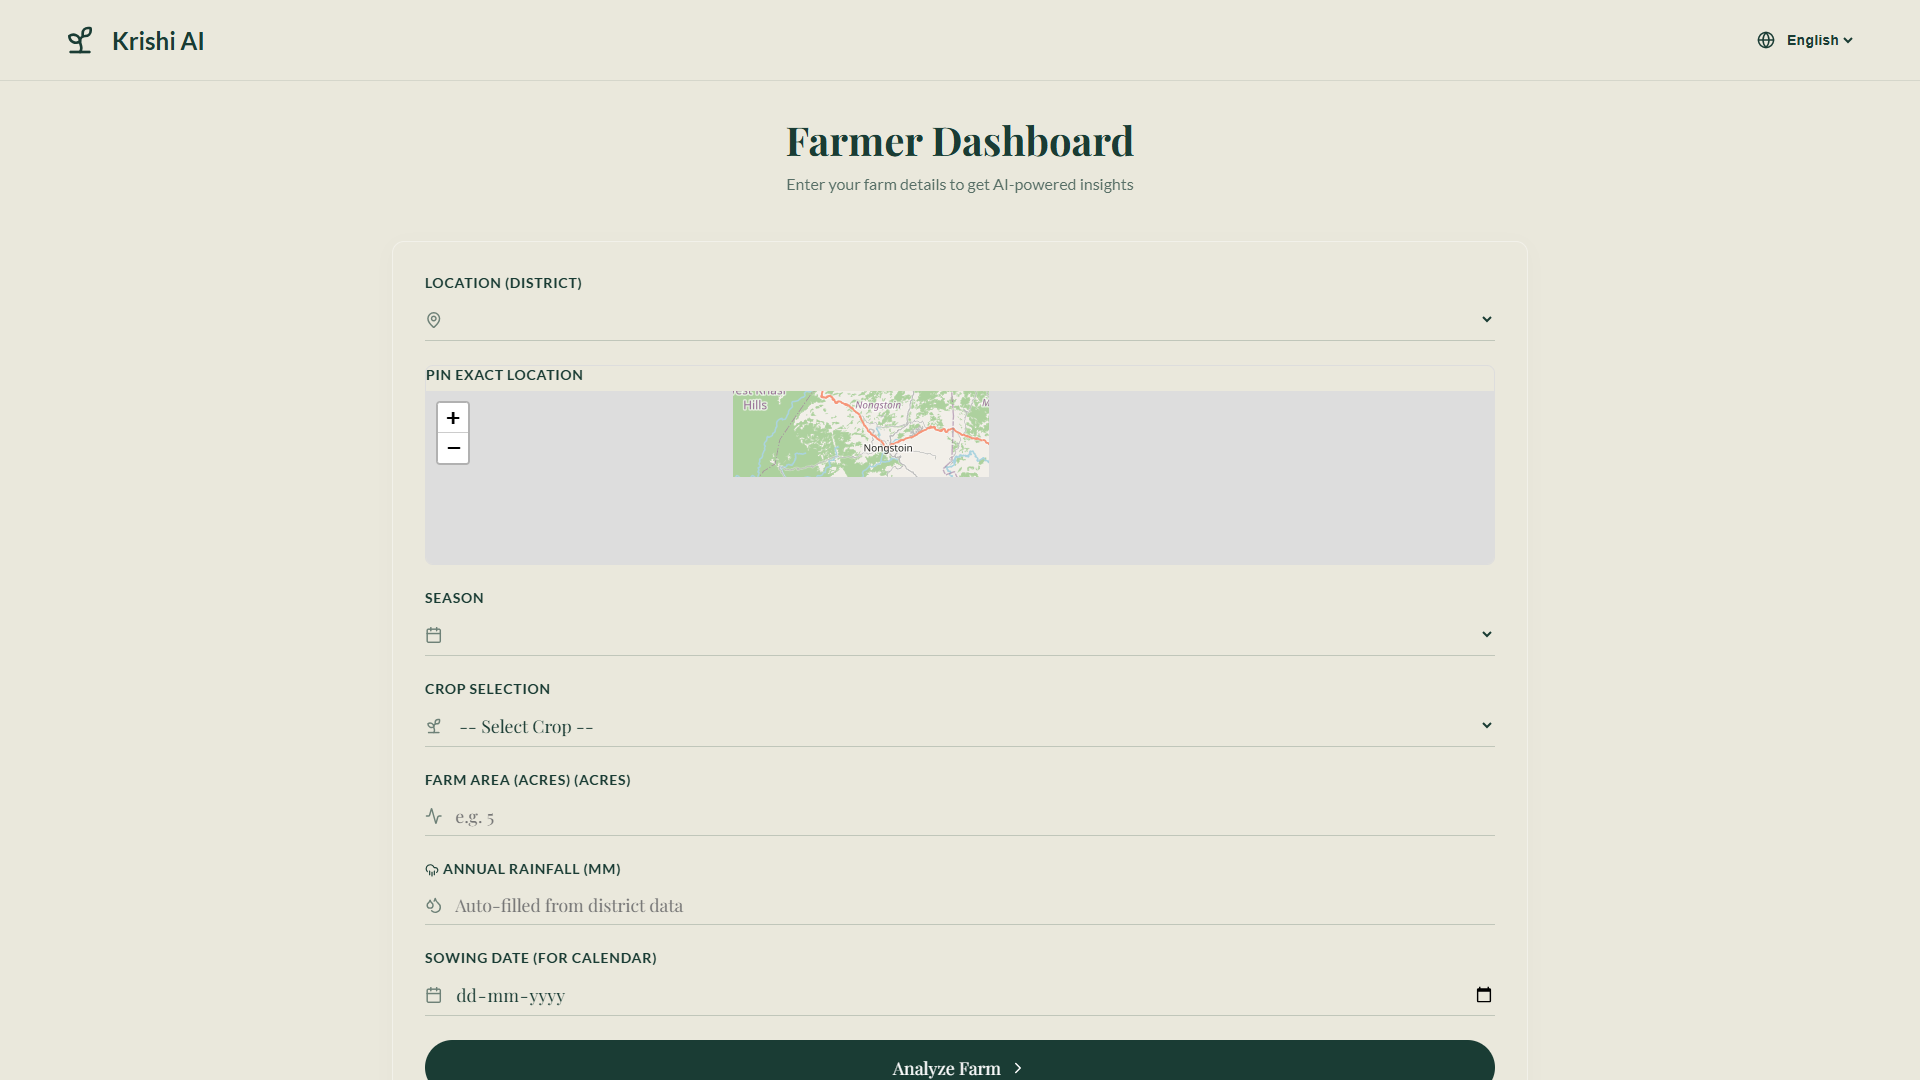 Krishi AI
English
Farmer Dashboard
Enter your farm details to get AI-powered insights
LOCATION (DISTRICT)
PIN EXACT LOCATION
+
−
Hills
Nongstoin
Nongstoin
SEASON
CROP SELECTION
-- Select Crop --
FARM AREA (ACRES) (ACRES)
e.g. 5
ANNUAL RAINFALL (MM)
Auto-filled from district data
SOWING DATE (FOR CALENDAR)
dd-mm-yyyy
Analyze Farm